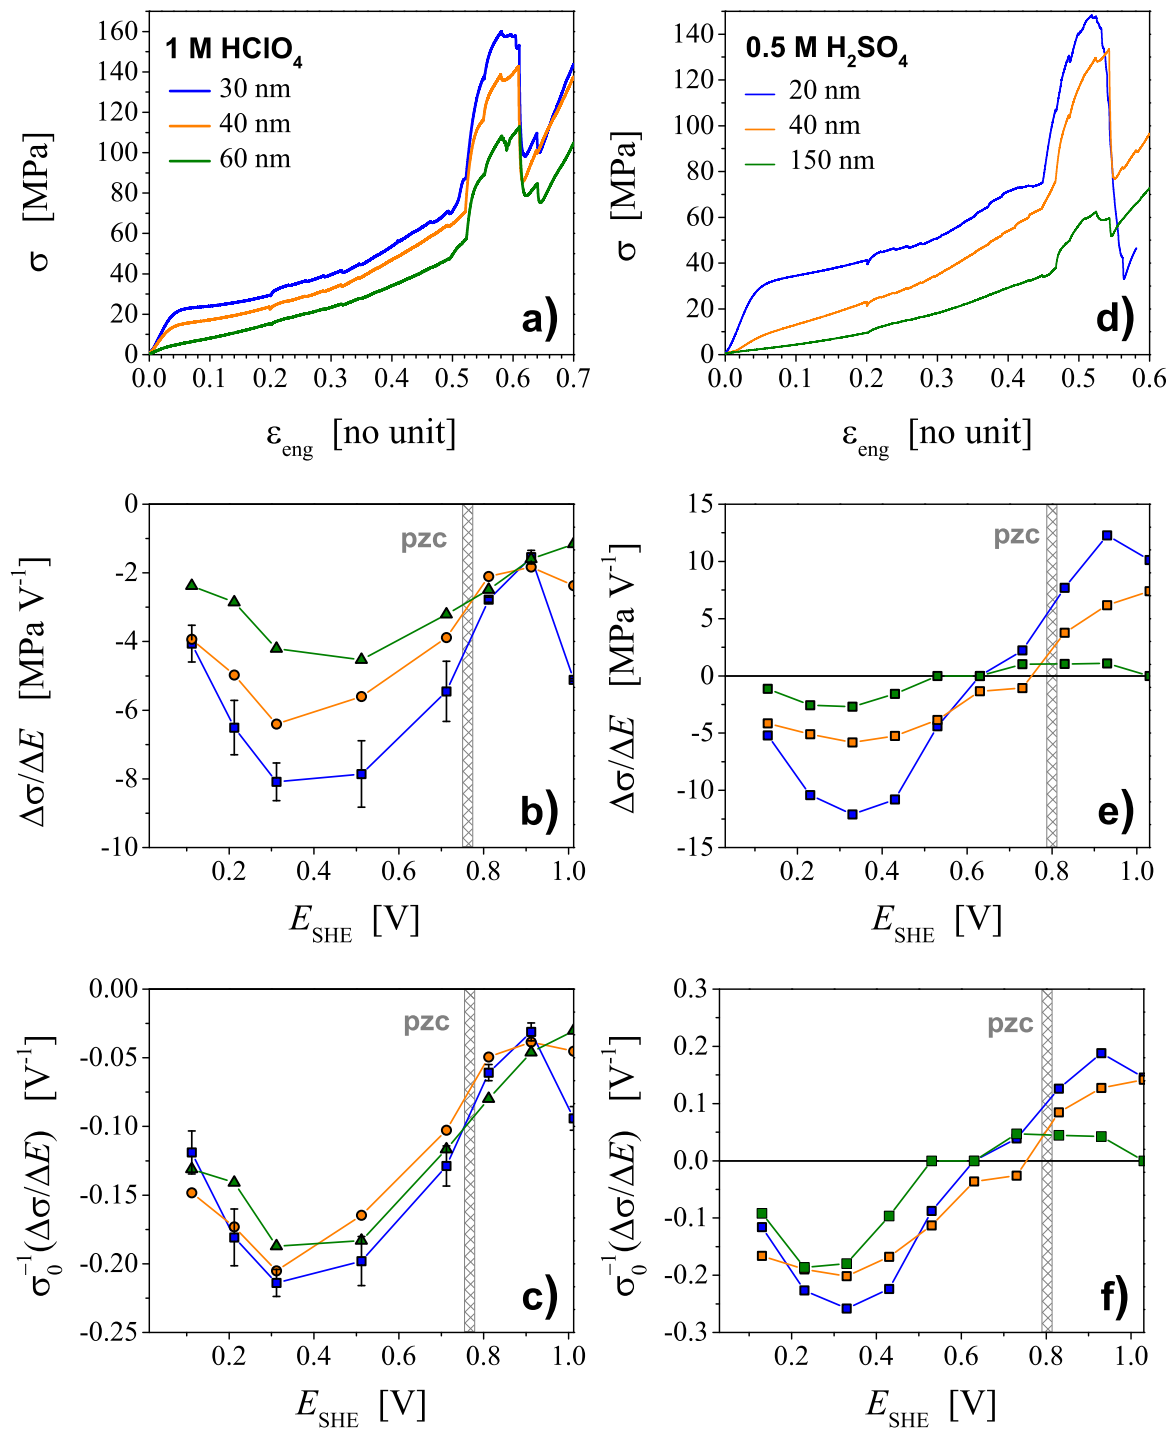 1 M HClO4
30 nm
40 nm
60 nm
160
140
120
100
80
60
40
20
0
σ [MPa]
a)
0.0 0.1 0.2 0.3 0.4 0.5 0.6 0.7
εeng [no unit]
0.5 M H2SO4
20 nm
40 nm
150 nm
140
120
100
80
60
40
20
0
σ [MPa]
d)
0.0 0.1 0.2 0.3 0.4 0.5 0.6
εeng [no unit]
0
-2
-4
-6
-8
-10
Δσ/ΔE [MPa V-1]
pzc
b)
0.2 0.4 0.6 0.8 1.0
ESHE [V]
15
10
5
0
-5
-10
-15
Δσ/ΔE [MPa V-1]
pzc
e)
0.2 0.4 0.6 0.8 1.0
ESHE [V]
0.00
-0.05
-0.10
-0.15
-0.20
-0.25
σ0-1(Δσ/ΔE) [V-1]
pzc
c)
0.2 0.4 0.6 0.8 1.0
ESHE [V]
0.3
0.2
0.1
0.0
-0.1
-0.2
-0.3
σ0-1(Δσ/ΔE) [V-1]
pzc
f)
0.2 0.4 0.6 0.8 1.0
ESHE [V]